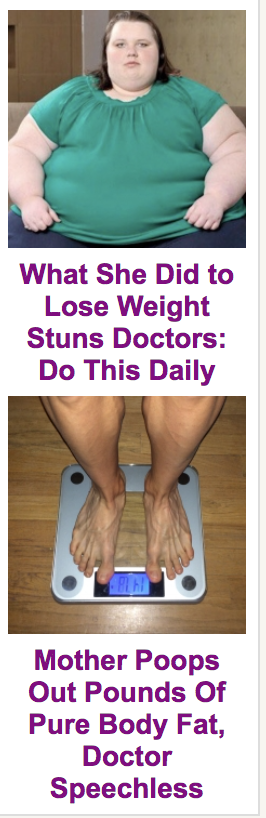 What She Did to
Lose Weight
Stuns Doctors:
Do This Daily
Mother Poops
Out Pounds Of
Pure Body Fat,
Doctor
Speechless